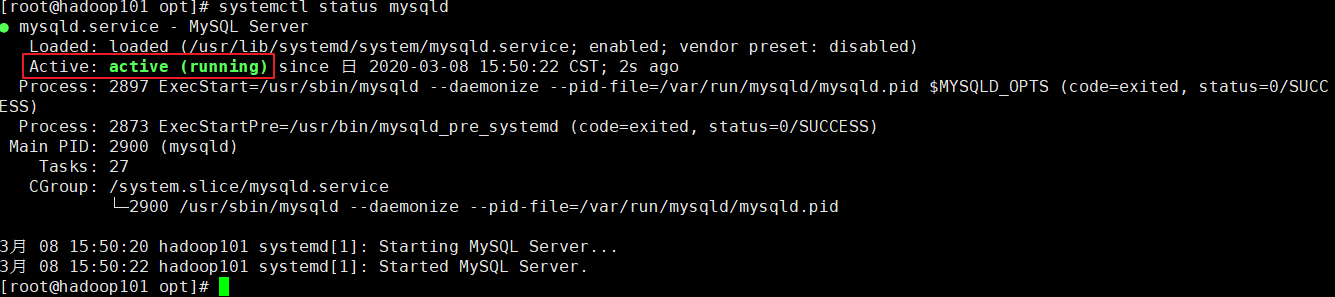 [root@hadoop101 opt]# systemctl status mysqld
● mysqld.service - MySQL Server
Loaded: loaded (/usr/lib/systemd/system/mysqld.service; enabled; vendor preset: disabled)
Active: active (running) since 日 2020-03-08 15:50:22 CST; 2s ago
Process: 2897 ExecStart=/usr/sbin/mysqld --daemonize --pid-file=/var/run/mysqld/mysqld.pid $MYSQLD_OPTS (code=exited, status=0/SUCC
ESS)
Process: 2873 ExecStartPre=/usr/bin/mysqld_pre_systemd (code=exited, status=0/SUCCESS)
Main PID: 2900 (mysqld)
Tasks: 27
CGroup: /system.slice/mysqld.service
└─2900 /usr/sbin/mysqld --daemonize --pid-file=/var/run/mysqld/mysqld.pid
3月 08 15:50:20 hadoop101 systemd[1]: Starting MySQL Server...
3月 08 15:50:22 hadoop101 systemd[1]: Started MySQL Server.
[root@hadoop101 opt]#